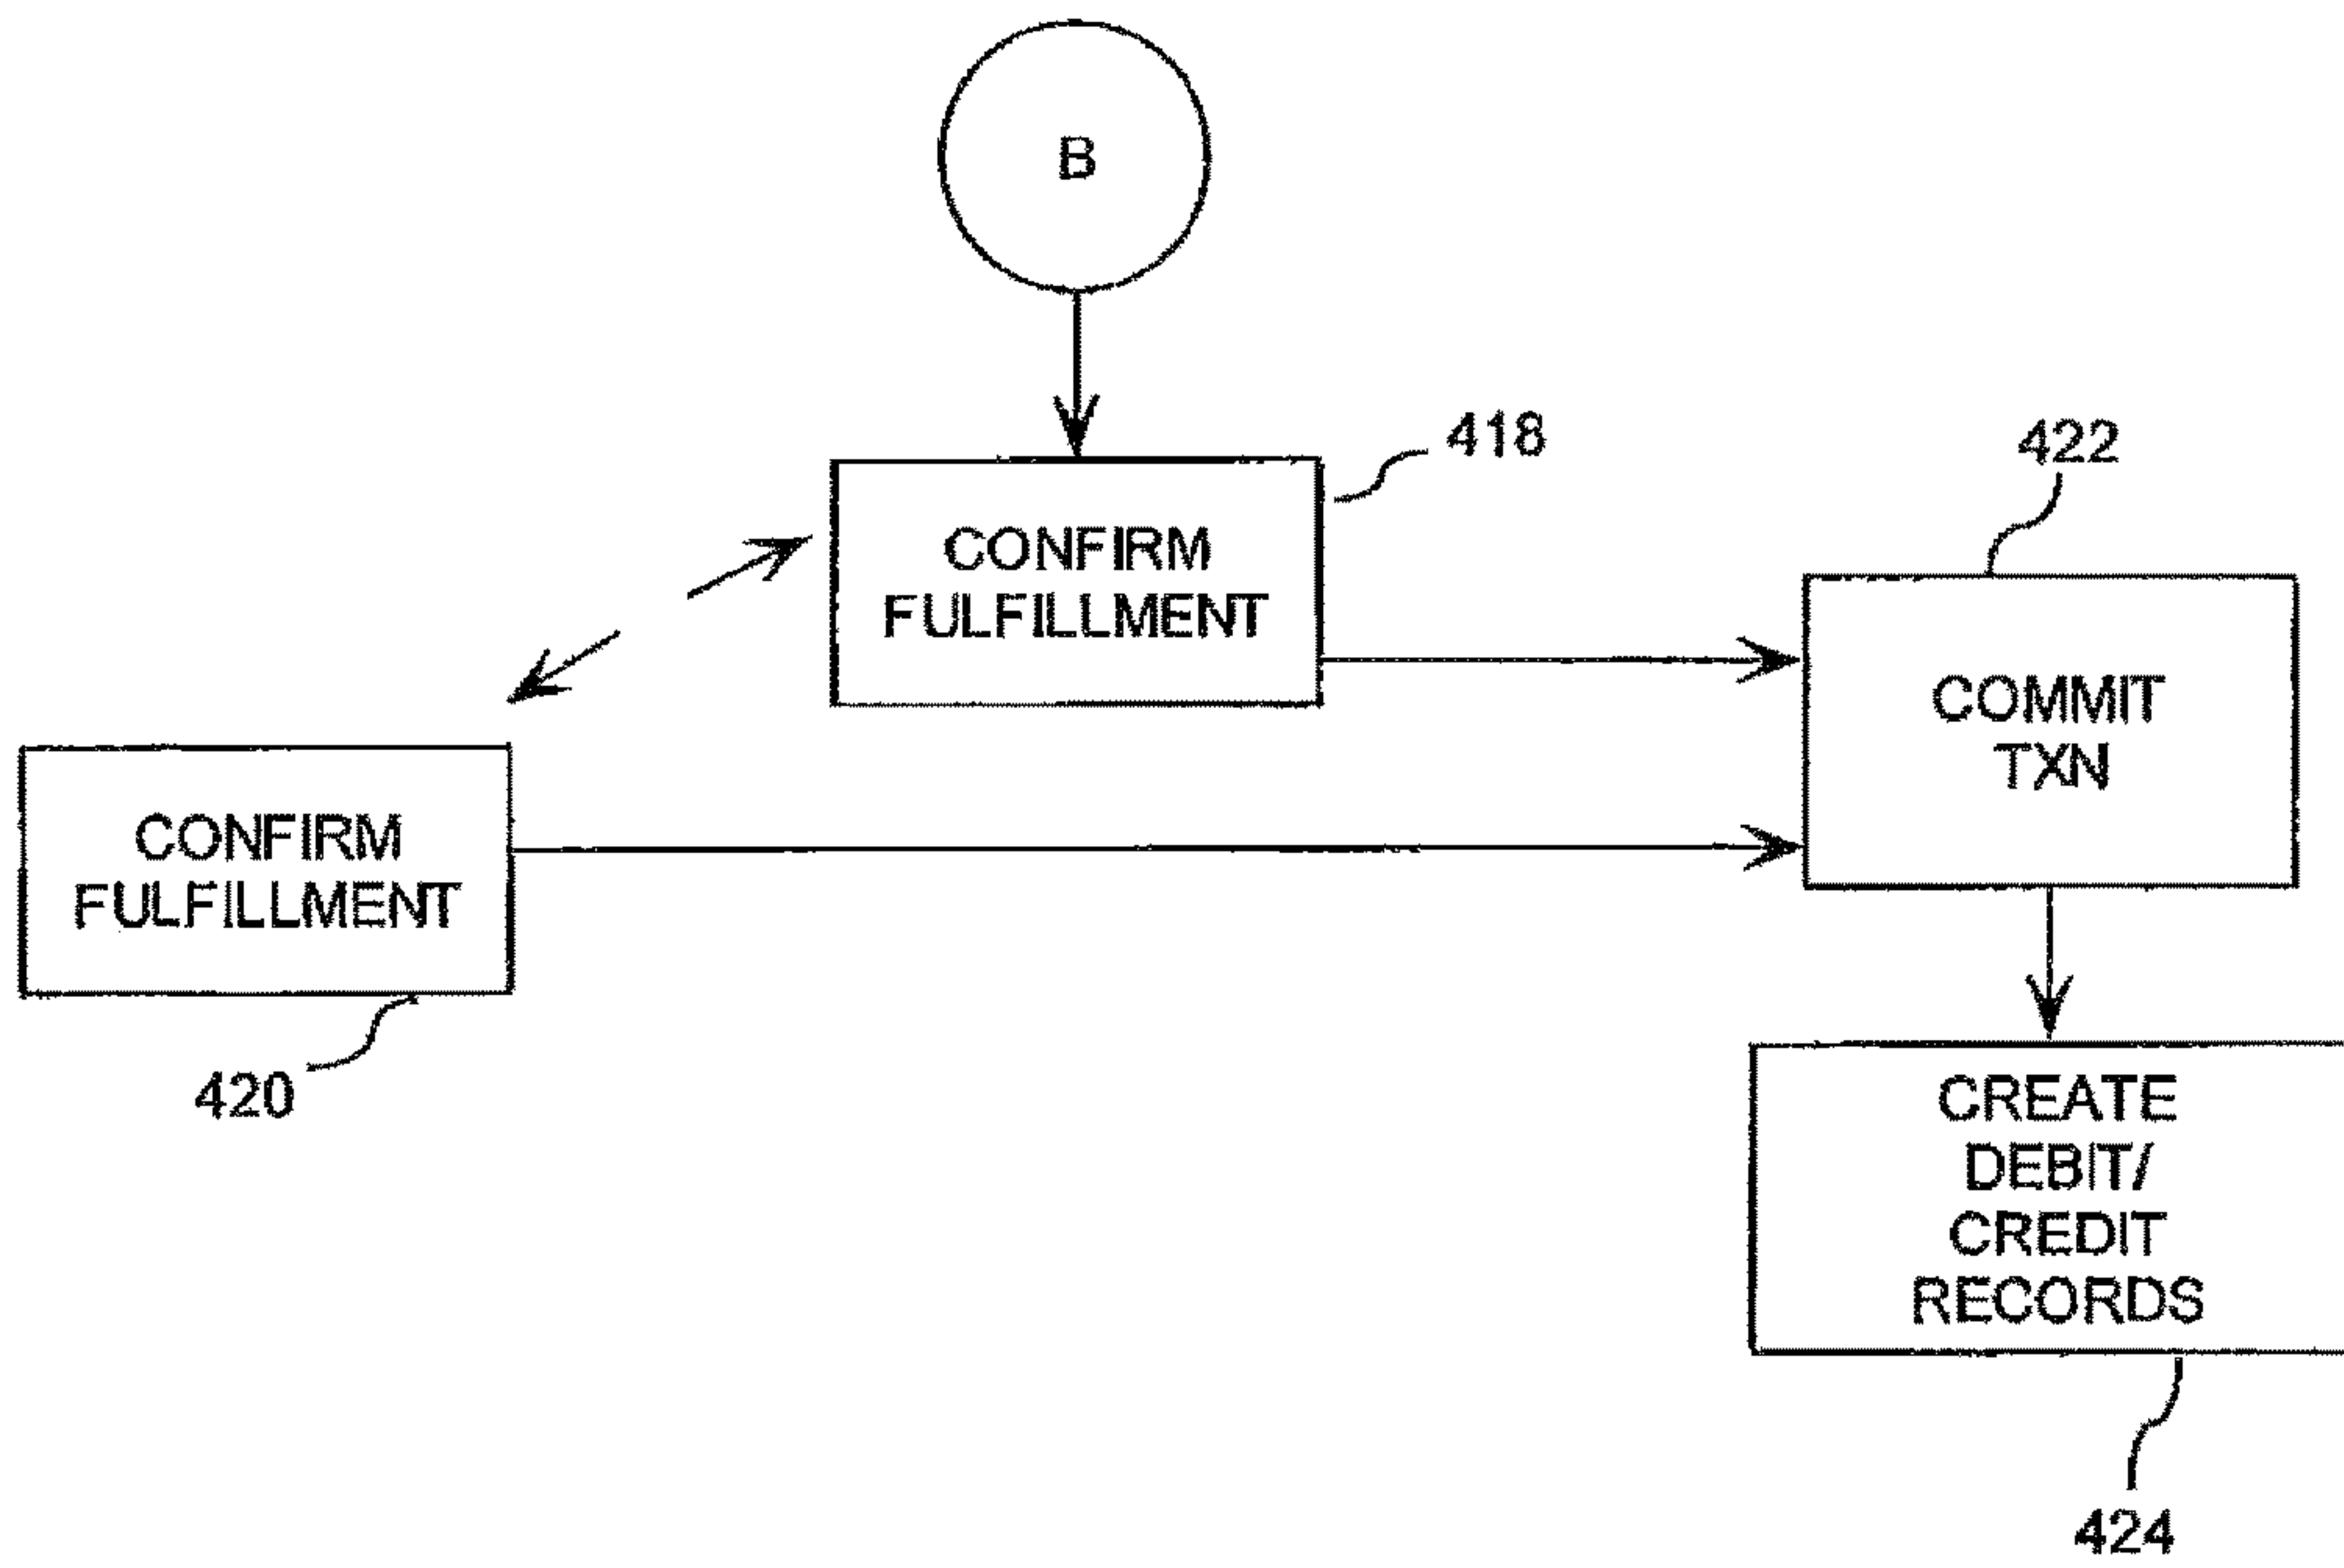 B
418
CONFIRM
FULFILLMENT
422
COMMIT
TXN
CONFIRM
FULFILLMENT
420
CREATE
DEBIT/
CREDIT
RECORDS
424